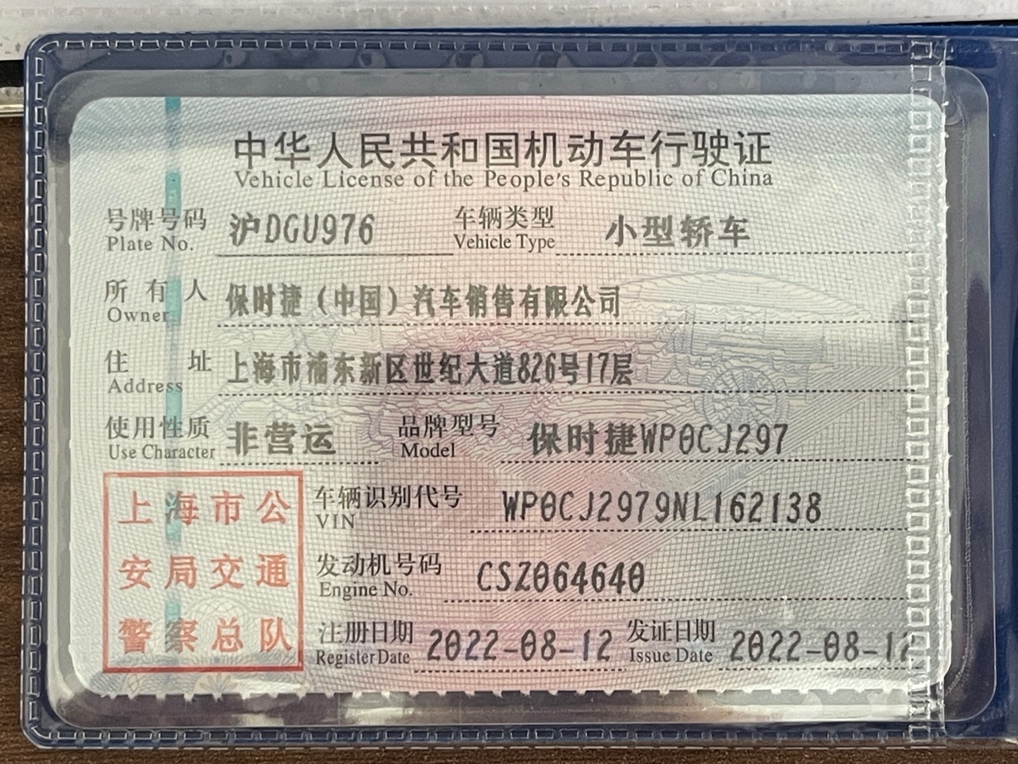 中华人民共和国机动车行驶证
Vehicle License of the People's Republic of China
号牌号码 沪DGU976 车辆类型 小型轿车
Plate No. Vehicle Type
所有人 保时捷（中国）汽车销售有限公司
Owner
住址 上海市浦东新区世纪大道826号17层
Address
使用性质 非营运 品牌型号 保时捷WP0CJ297
Use Character Model
车辆识别代号 WP0CJ2979NL162138
VIN
发动机号码 CSZ064640
Engine No.
注册日期 2022-08-12 发证日期 2022-08-12
Register Date Issue Date
上海市公
安局交通
警察总队